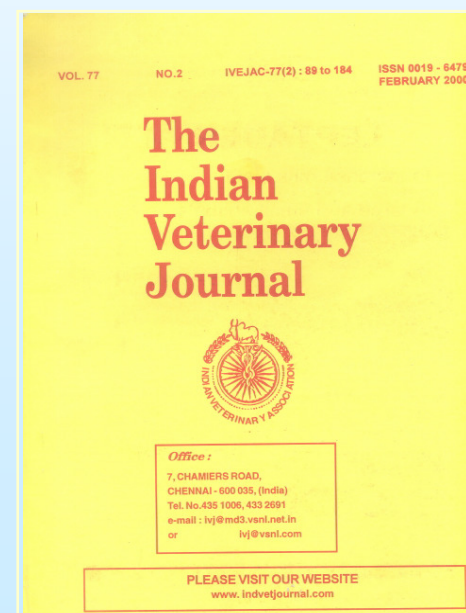 VOL. 77 NO.2 IVEJAC-77(2) : 89 to 184 ISSN 0019 - 6479
FEBRUARY 2000
The
Indian
Veterinary
Journal
INDIAN VETERINARY ASSOCIATION
Office :
7, CHAMIERS ROAD,
CHENNAI - 600 035, (India)
Tel. No.435 1006, 433 2691
e-mail : ivj@md3.vsnl.net.in
or ivj@vsnl.com
PLEASE VISIT OUR WEBSITE
www. indvetjournal.com